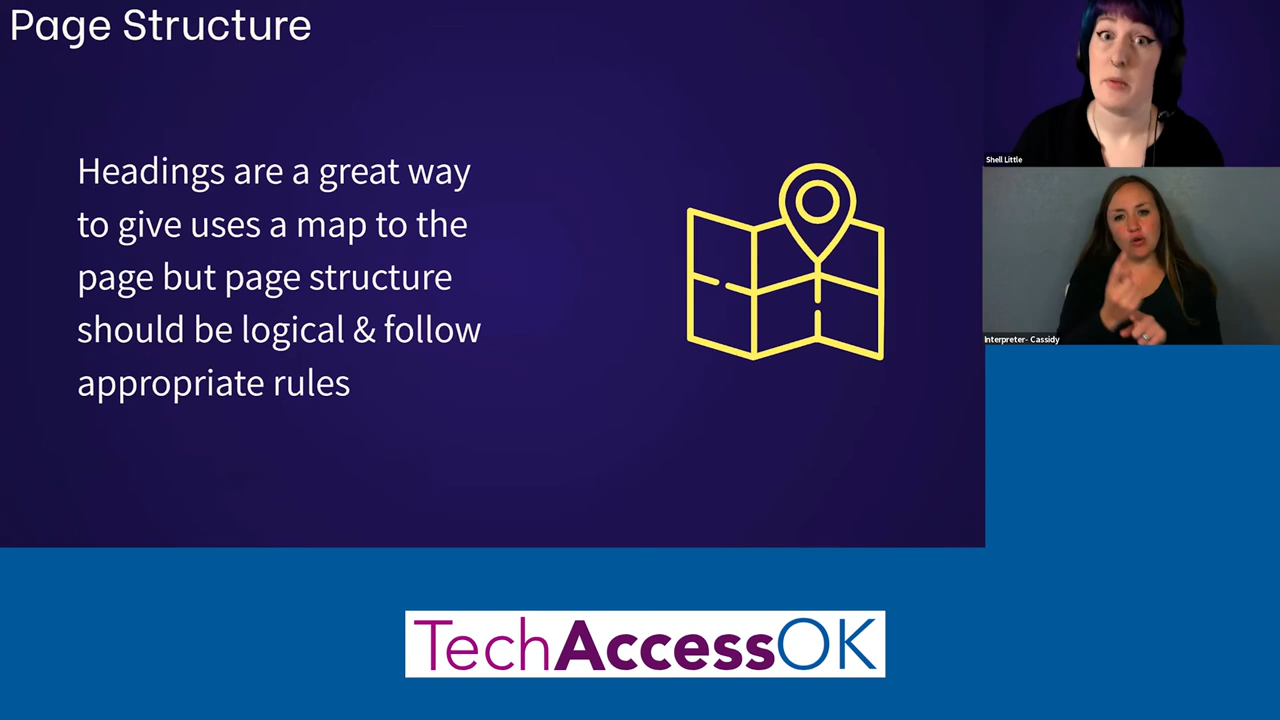 Page Structure
Headings are a great way
to give uses a map to the
page but page structure
should be logical & follow
appropriate rules
Shell Little
Interpreter- Cassidy
TechAccessOK